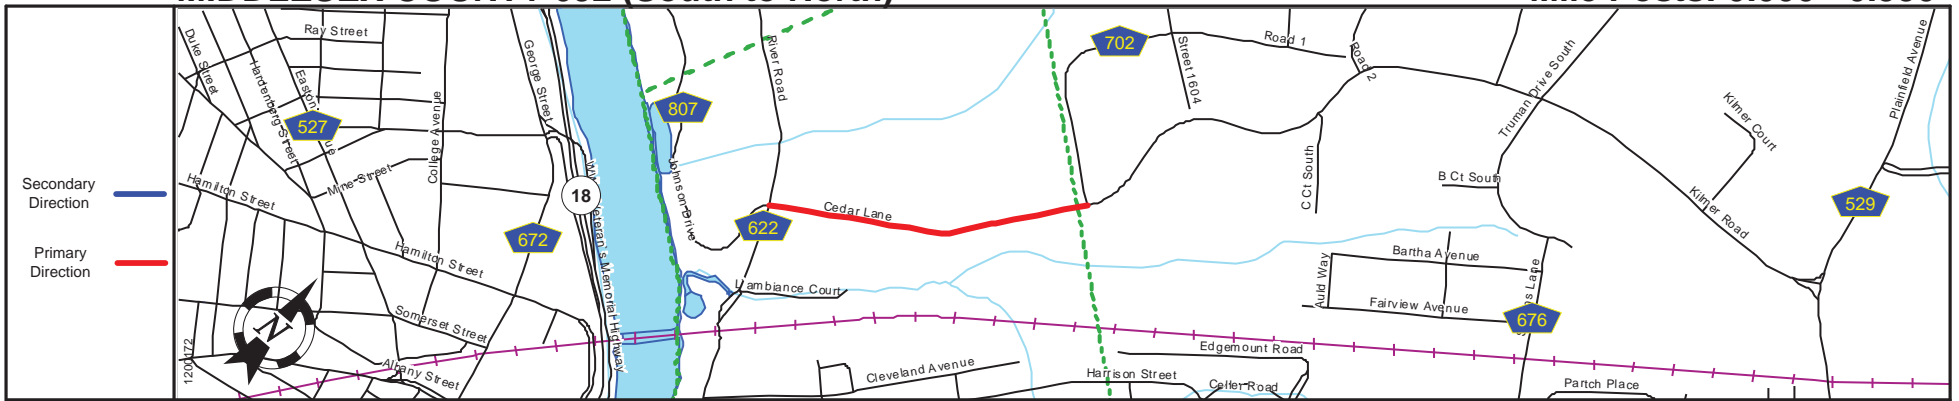 Secondary
Direction
Primary
Direction
Duke Street
Ray Street
Hardenberg Street
Easton
527
College Avenue
Mine Street
Hamilton Street
Hamilton Street
Somerset Street
Albany Street
1200172
N
George Street
672
18
Veteran's Memorial Highway
807
Johnson Drive
River Road
622
Cedar Lane
L'ambiance Court
Cleveland Avenue
702
Street 1604
Road 1
Road 2
Truman Drive South
C Ct South
B Ct South
Kilmer Court
Kilmer Road
Plainfield Avenue
529
Auld Way
Bartha Avenue
Fairview Avenue
676
Edgemount Road
Harrison Street
Road
Partch Place